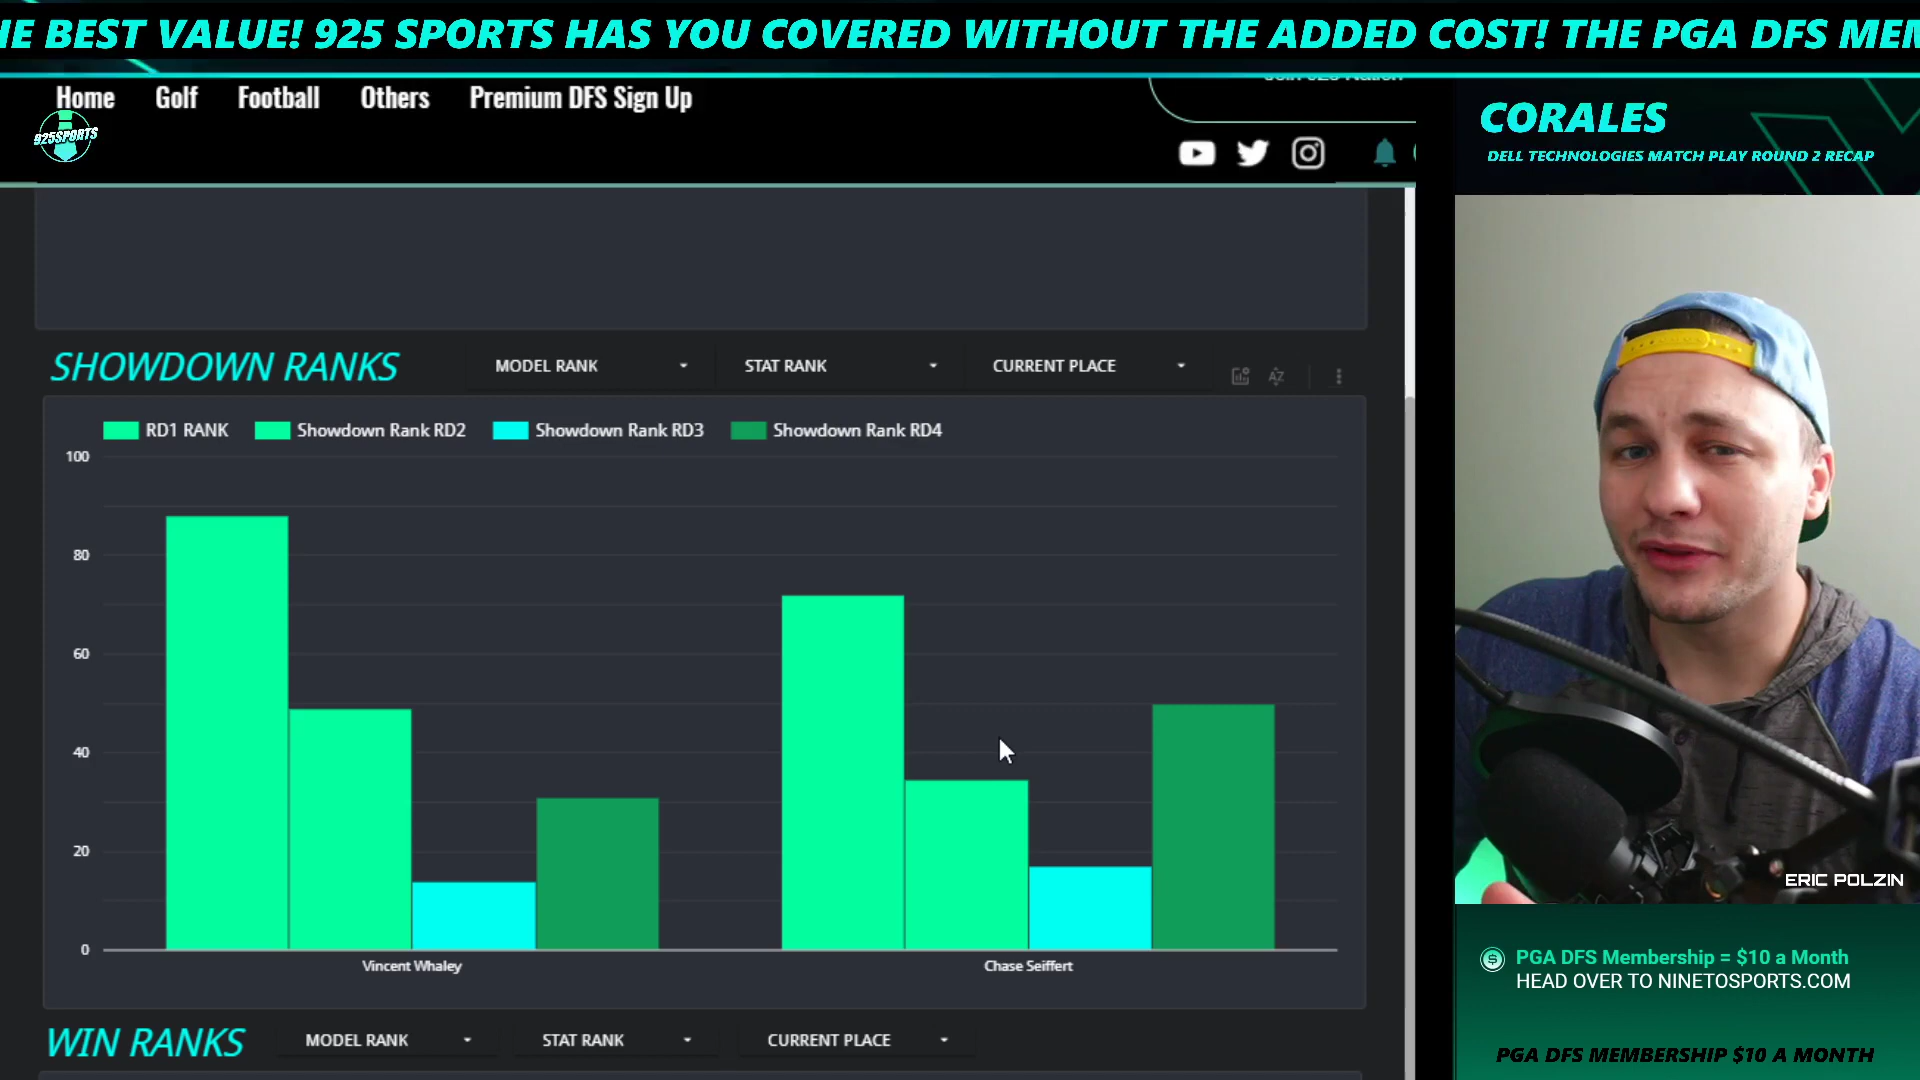 HE BEST VALUE! 925 SPORTS HAS YOU COVERED WITHOUT THE ADDED COST! THE PGA DFS MEM
Home Golf Football Others Premium DFS Sign Up
925SPORTS
CORALES
DELL TECHNOLOGIES MATCH PLAY ROUND 2 RECAP
SHOWDOWN RANKS
MODEL RANK STAT RANK CURRENT PLACE
RD1 RANK Showdown Rank RD2 Showdown Rank RD3 Showdown Rank RD4
100
80
60
40
20
0
Vincent Whaley Chase Seiffert
WIN RANKS
MODEL RANK STAT RANK CURRENT PLACE
ERIC POLZIN
PGA DFS Membership = $10 a Month
HEAD OVER TO NINETOSPORTS.COM
PGA DFS MEMBERSHIP $10 A MONTH